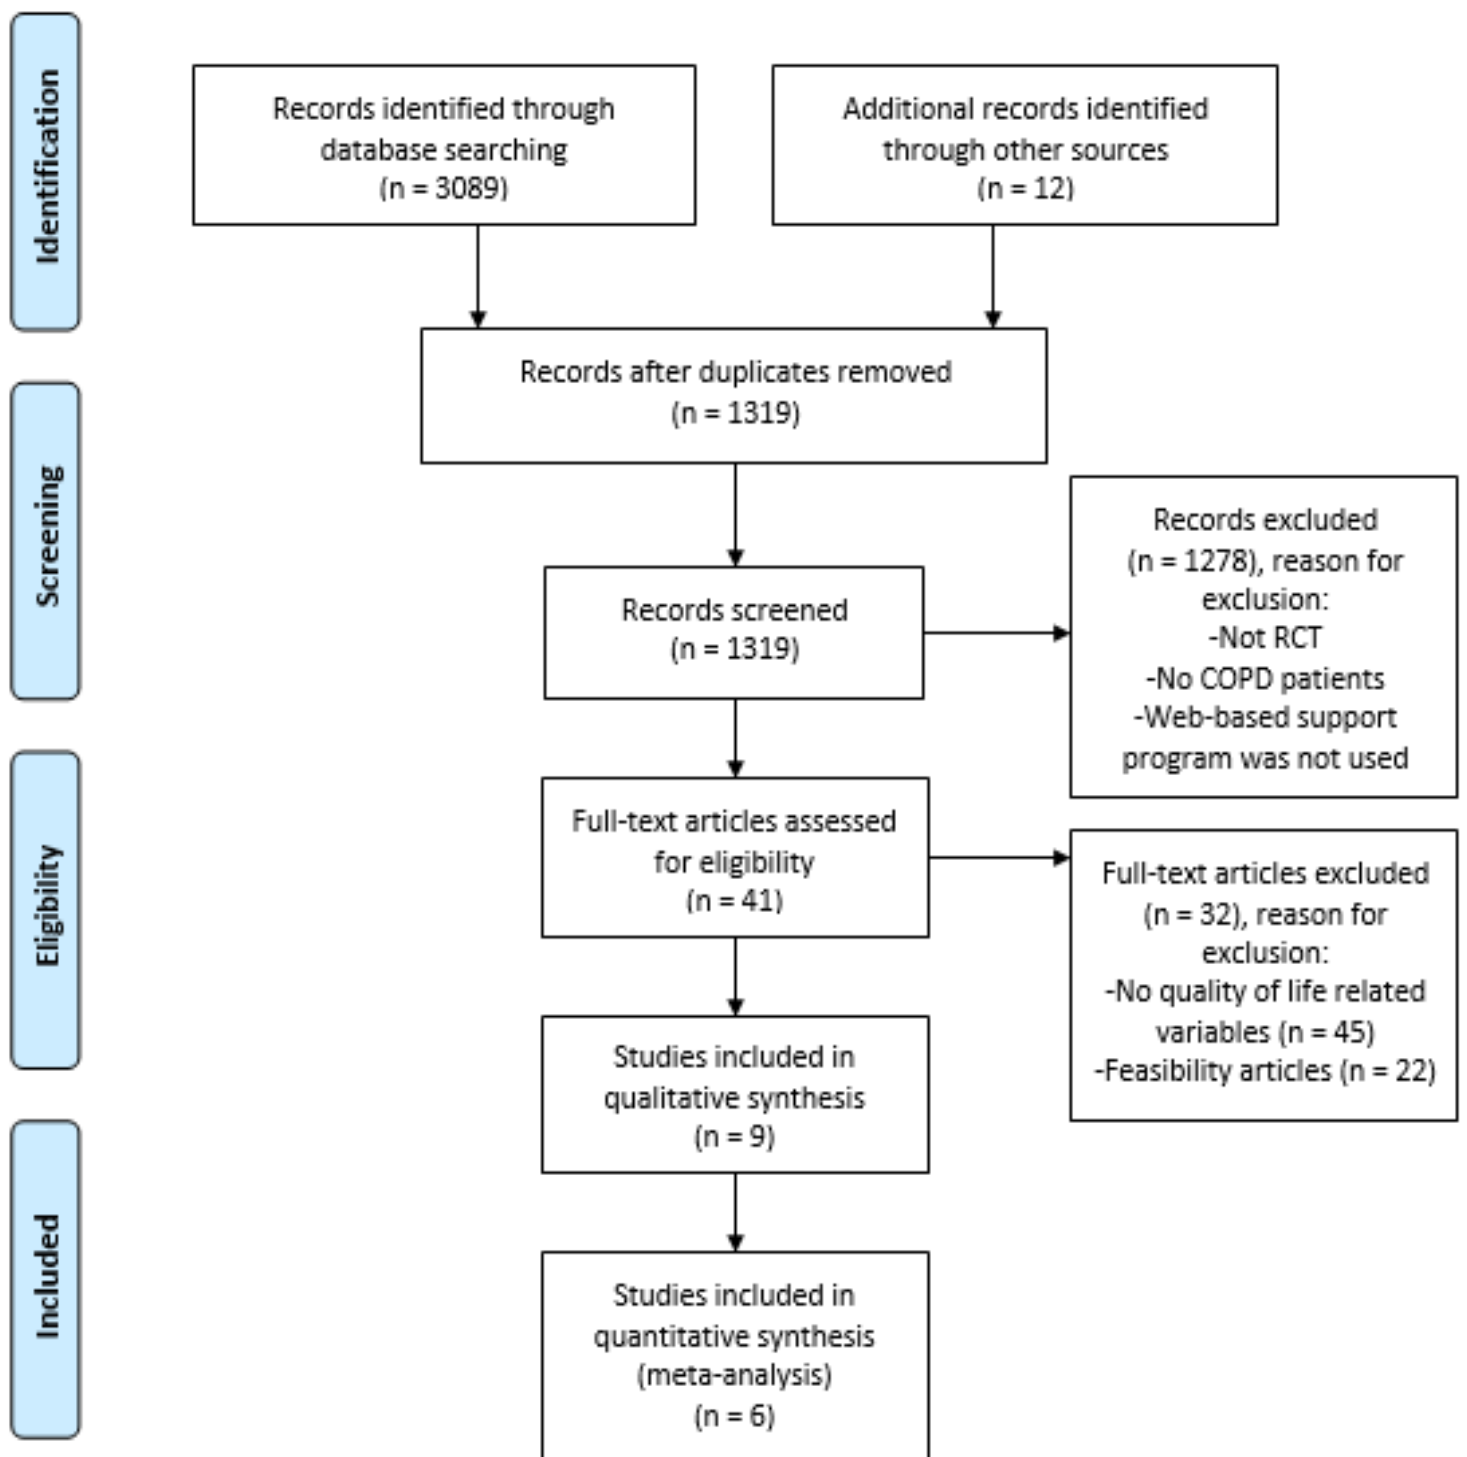 Identification
Records identified through
database searching
(n = 3089)
Additional records identified
through other sources
(n = 12)
Records after duplicates removed
(n = 1319)
Screening
Records screened
(n = 1319)
Records excluded
(n = 1278), reason for
exclusion:
-Not RCT
-No COPD patients
-Web-based support
program was not used
Eligibility
Full-text articles assessed
for eligibility
(n = 41)
Full-text articles excluded
(n = 32), reason for
exclusion:
-No quality of life related
variables (n = 45)
-Feasibility articles (n = 22)
Studies included in
qualitative synthesis
(n = 9)
Included
Studies included in
quantitative synthesis
(meta-analysis)
(n = 6)